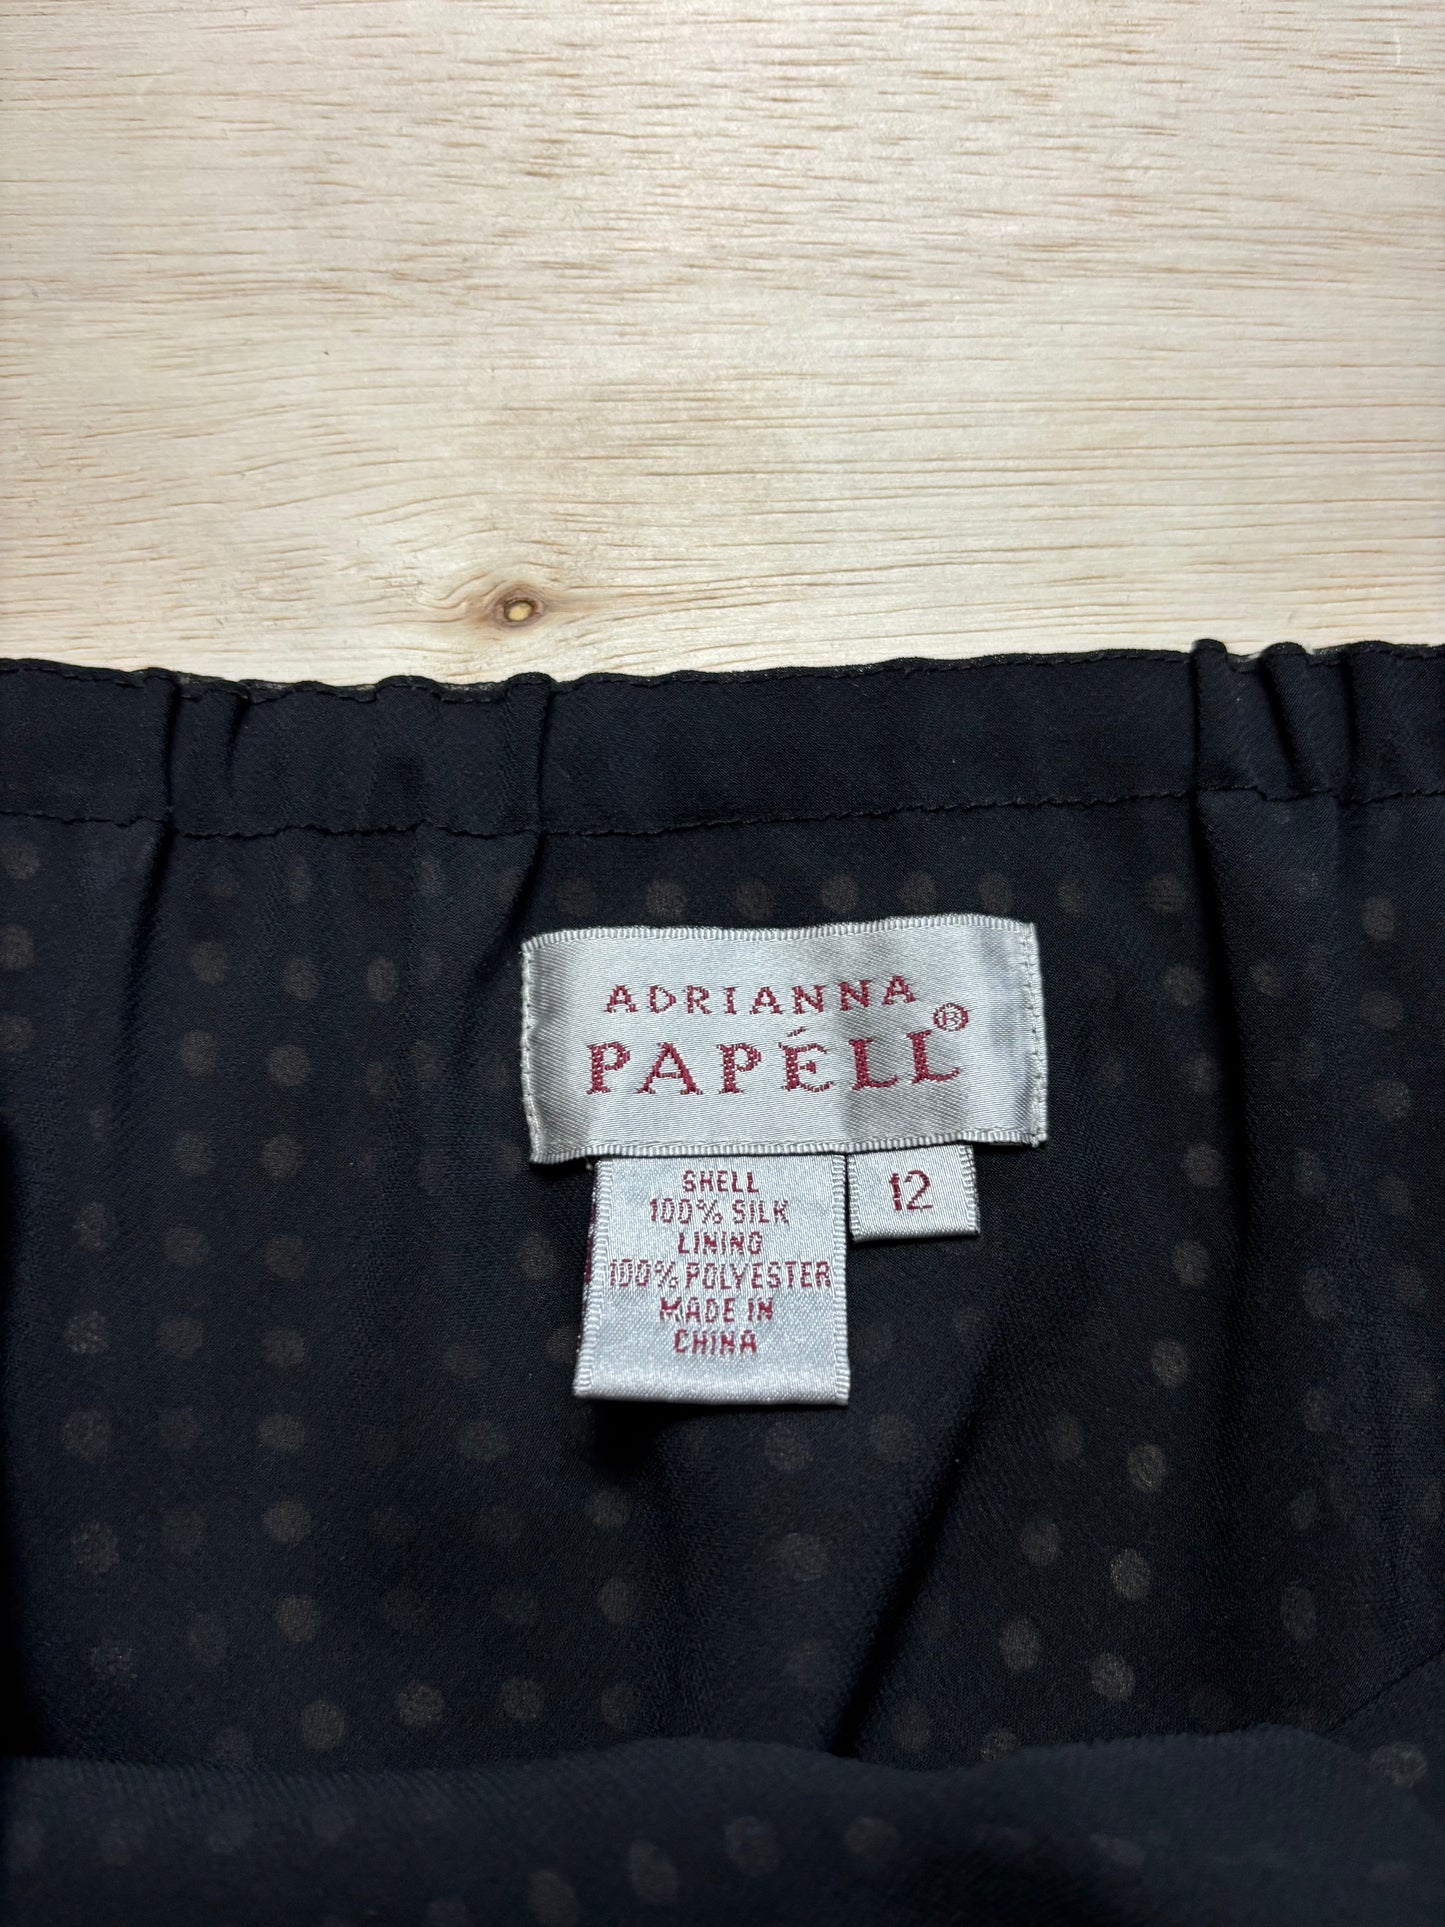 ADRIANNA
PAPÉLL®
SHELL
100% SILK
LINING
100% POLYESTER
MADE IN
CHINA
12